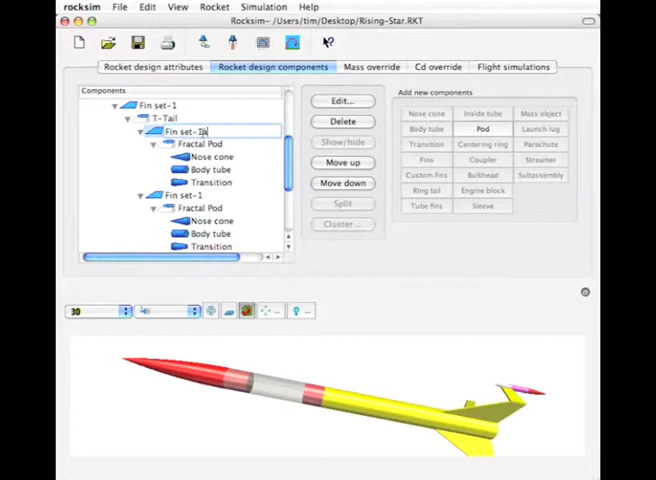 rocksim File Edit View Rocket Simulation Help
Rocksim- /Users/tim/Desktop/Rising-Star.RKT
Rocket design attributes Rocket design components Mass override Cd override Flight simulations
Components
Fin set-1
T-Tail
Fin set-1a
Fractal Pod
Nose cone
Body tube
Transition
Fin set-1
Fractal Pod
Nose cone
Body tube
Transition
Edit...
Delete
Show/hide
Move up
Move down
Split
Cluster ...
Add new components
Nose cone Inside tube Mass object
Body tube Pod Launch lug
Transition Centering ring Parachute
Fins Coupler Streamer
Custom fins Bulkhead Subassembly
Ring tail Engine block
Tube fins Sleeve
30